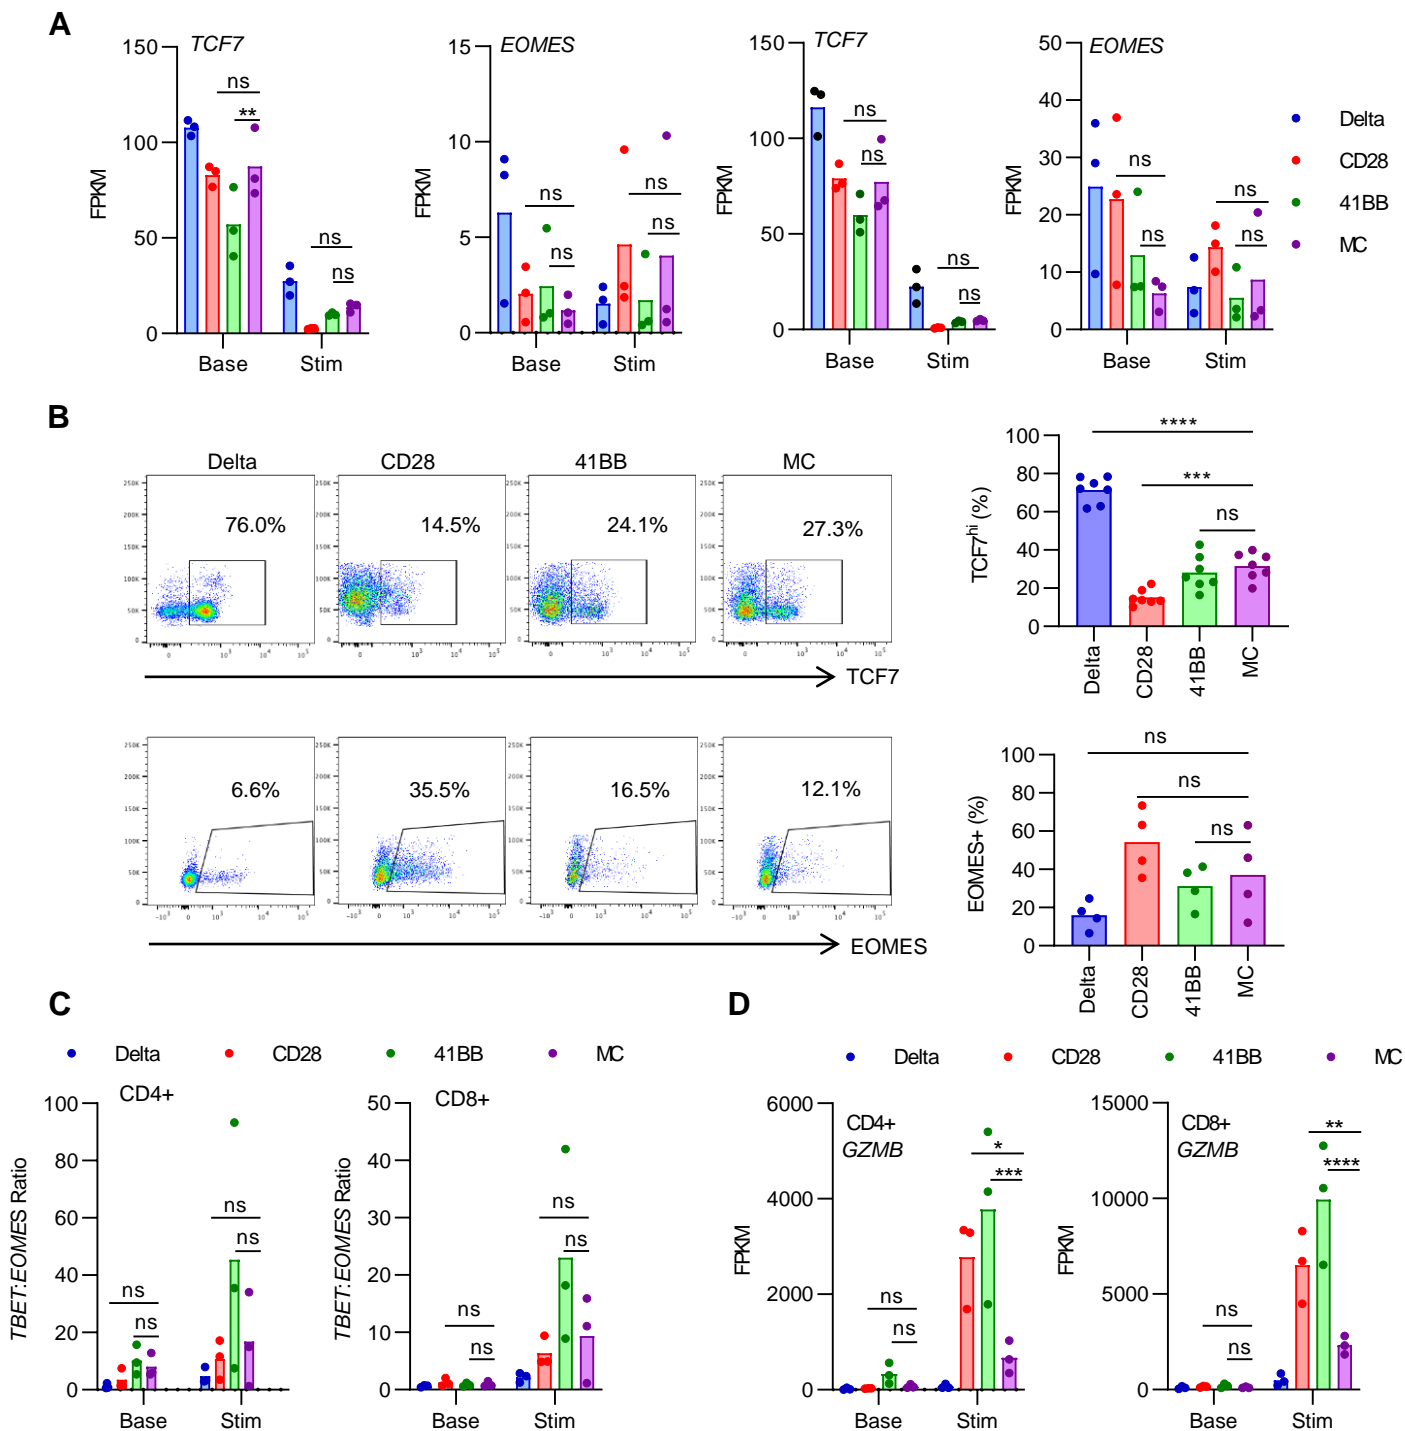 A
TCF7
FPKM
150
100
50
0
ns
**
ns
ns
Base
Stim
EOMES
FPKM
15
10
5
0
ns
ns
ns
ns
Base
Stim
TCF7
FPKM
150
100
50
0
ns
ns
ns
ns
Base
Stim
EOMES
FPKM
50
40
30
20
10
0
ns
ns
ns
ns
Base
Stim
Delta
CD28
41BB
MC
B
Delta
CD28
41BB
MC
76.0%
14.5%
24.1%
27.3%
TCF7
TCF7hi (%)
100
80
60
40
20
0
****
***
ns
Delta
CD28
41BB
MC
6.6%
35.5%
16.5%
12.1%
EOMES
EOMES+ (%)
100
80
60
40
20
0
ns
ns
ns
Delta
CD28
41BB
MC
C
Delta
CD28
41BB
MC
CD4+
TBET:EOMES Ratio
100
80
60
40
20
0
ns
ns
ns
ns
Base
Stim
CD8+
TBET:EOMES Ratio
50
40
30
20
10
0
ns
ns
ns
ns
Base
Stim
D
Delta
CD28
41BB
MC
CD4+
GZMB
FPKM
6000
4000
2000
0
ns
ns
*
***
Base
Stim
CD8+
GZMB
FPKM
15000
10000
5000
0
ns
ns
**
****
Base
Stim